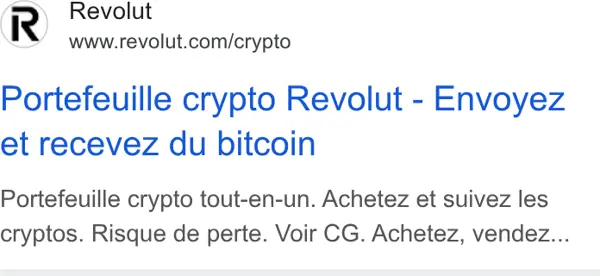 Revolut
www.revolut.com/crypto
Portefeuille crypto Revolut - Envoyez
et recevez du bitcoin
Portefeuille crypto tout-en-un. Achetez et suivez les
cryptos. Risque de perte. Voir CG. Achetez, vendez...